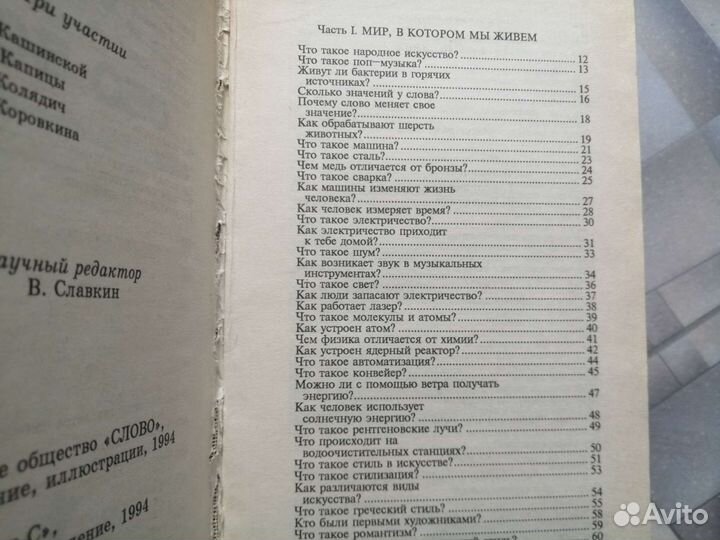 ри участии
Кашинской
Капицы
Колядич
Коровкина
аучный редактор
В. Славкин
е общество «СЛОВО»,
ние, иллюстрации, 1994
С»,
ление, 1994
Часть I. МИР, В КОТОРОМ МЫ ЖИВЕМ
Что такое народное искусство? 12
Что такое поп—музыка? 13
Живут ли бактерии в горячих
источниках? 15
Сколько значений у слова? 16
Почему слово меняет свое
значение? 18
Как обрабатывают шерсть
животных? 19
Что такое машина? 21
Что такое сталь? 23
Чем медь отличается от бронзы? 24
Что такое сварка? 25
Как машины изменяют жизнь
человека? 27
Как человек измеряет время? 28
Что такое электричество? 30
Как электричество приходит
к тебе домой? 31
Что такое шум? 33
Как возникает звук в музыкальных
инструментах? 34
Что такое свет? 36
Как люди запасают электричество? 37
Как работает лазер? 38
Что такое молекулы и атомы? 39
Как устроен атом? 40
Чем физика отличается от химии? 41
Как устроен ядерный реактор? 42
Что такое автоматизация? 44
Что такое конвейер? 45
Можно ли с помощью ветра получать
энергию? 47
Как человек использует
солнечную энергию? 48
Что такое рентгеновские лучи? 49
Что происходит на
водоочистительных станциях? 50
Что такое стиль в искусстве? 51
Что такое стилизация? 53
Как различаются виды
искусства? 54
Что такое греческий стиль? 55
Кто были первыми художниками? 58
Что такое романтизм? 59
60
Avito